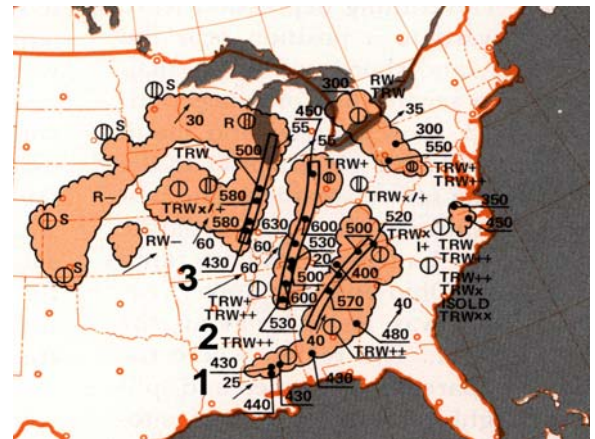 S
S
S
S
30
R
R-
RW-
TRW
TRWx/+
60
500
580
580
430
3
300
450
55
55
RW-
TRW
35
300
550
TRW+
TRW++
TRW+
TRWx/+
630
60
60
600
530
20
500
600
530
TRW+
TRW++
2
500
520
400
570
350
450
TRWx
I+
TRW
TRW++
TRW++
TRWx
ISOLD
TRWxx
40
480
40
TRW++
TRW++
430
1
25
440
430
430